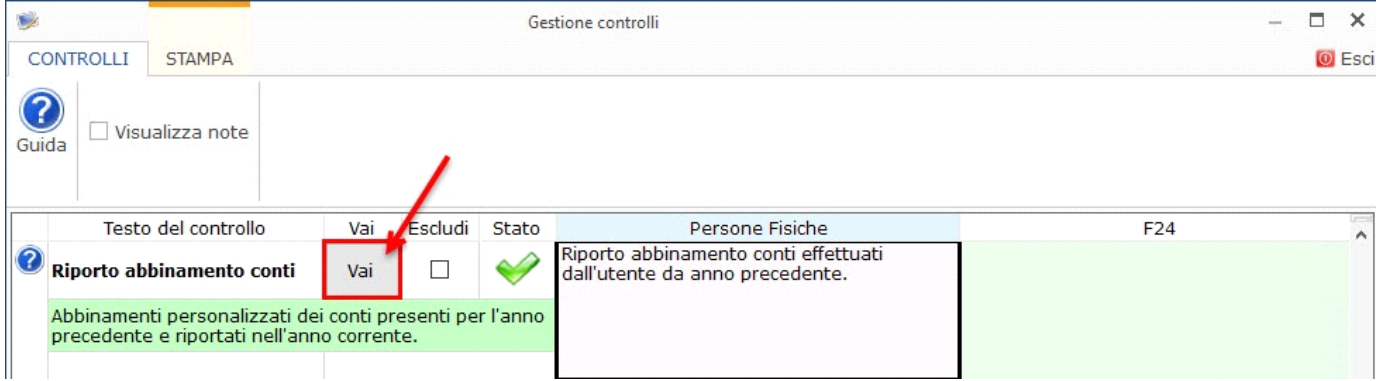 Gestione controlli
CONTROLLI STAMPA Esci
Guida
Visualizza note
Testo del controllo Vai Escludi Stato Persone Fisiche F24
Riporto abbinamento conti Vai
Riporto abbinamento conti effettuati
dall'utente da anno precedente.
Abbinamenti personalizzati dei conti presenti per l'anno
precedente e riportati nell'anno corrente.